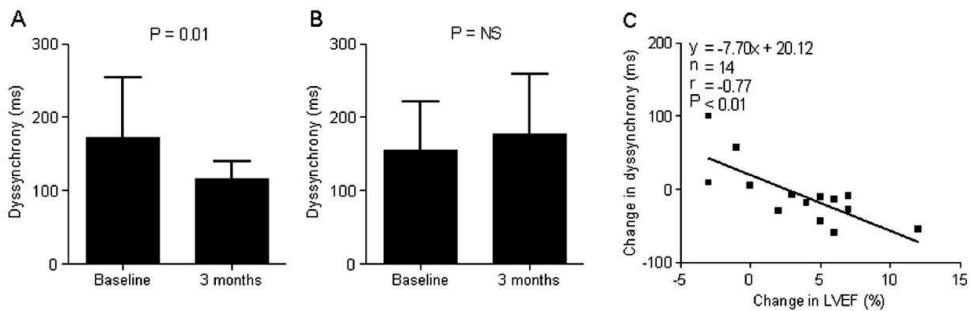 A
P = 0.01
Dyssynchrony (ms)
300
200
100
0
Baseline
3 months
B
P = NS
Dyssynchrony (ms)
300
200
100
0
Baseline
3 months
C
y = -7.70x + 20.12
n = 14
r = -0.77
P < 0.01
Change in dyssynchrony (ms)
200
100
0
-100
-5
0
5
10
15
Change in LVEF (%)